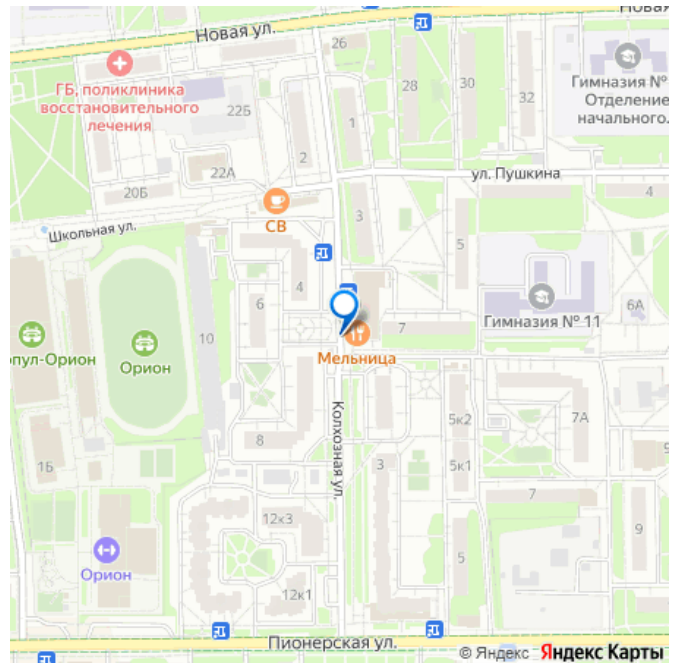 Новая ул.
Новая
26
ГБ, поликлиника
восстановительного
лечения
22Б
28
30
32
1
Гимназия №
Отделение
начального.
22А
2
ул. Пушкина
20Б
СВ
3
4
Школьная ул.
5
4
6
Гимназия № 11
6А
7
10
Мельница
опул-Орион
Орион
Колхозная ул.
5к2
7А
8
1Б
3
5к1
5
7
12к3
9
Орион
5
12к1
Пионерская ул.
© Яндекс Яндекс Карты